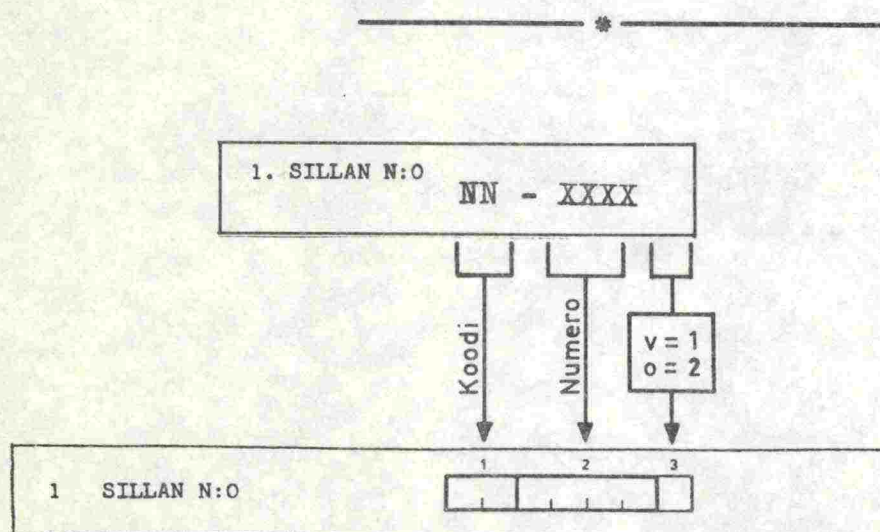 *
1. SILLAN N:O
NN - XXXX
Koodi
Numero
v = 1
o = 2
1 2 3
1 SILLAN N:O